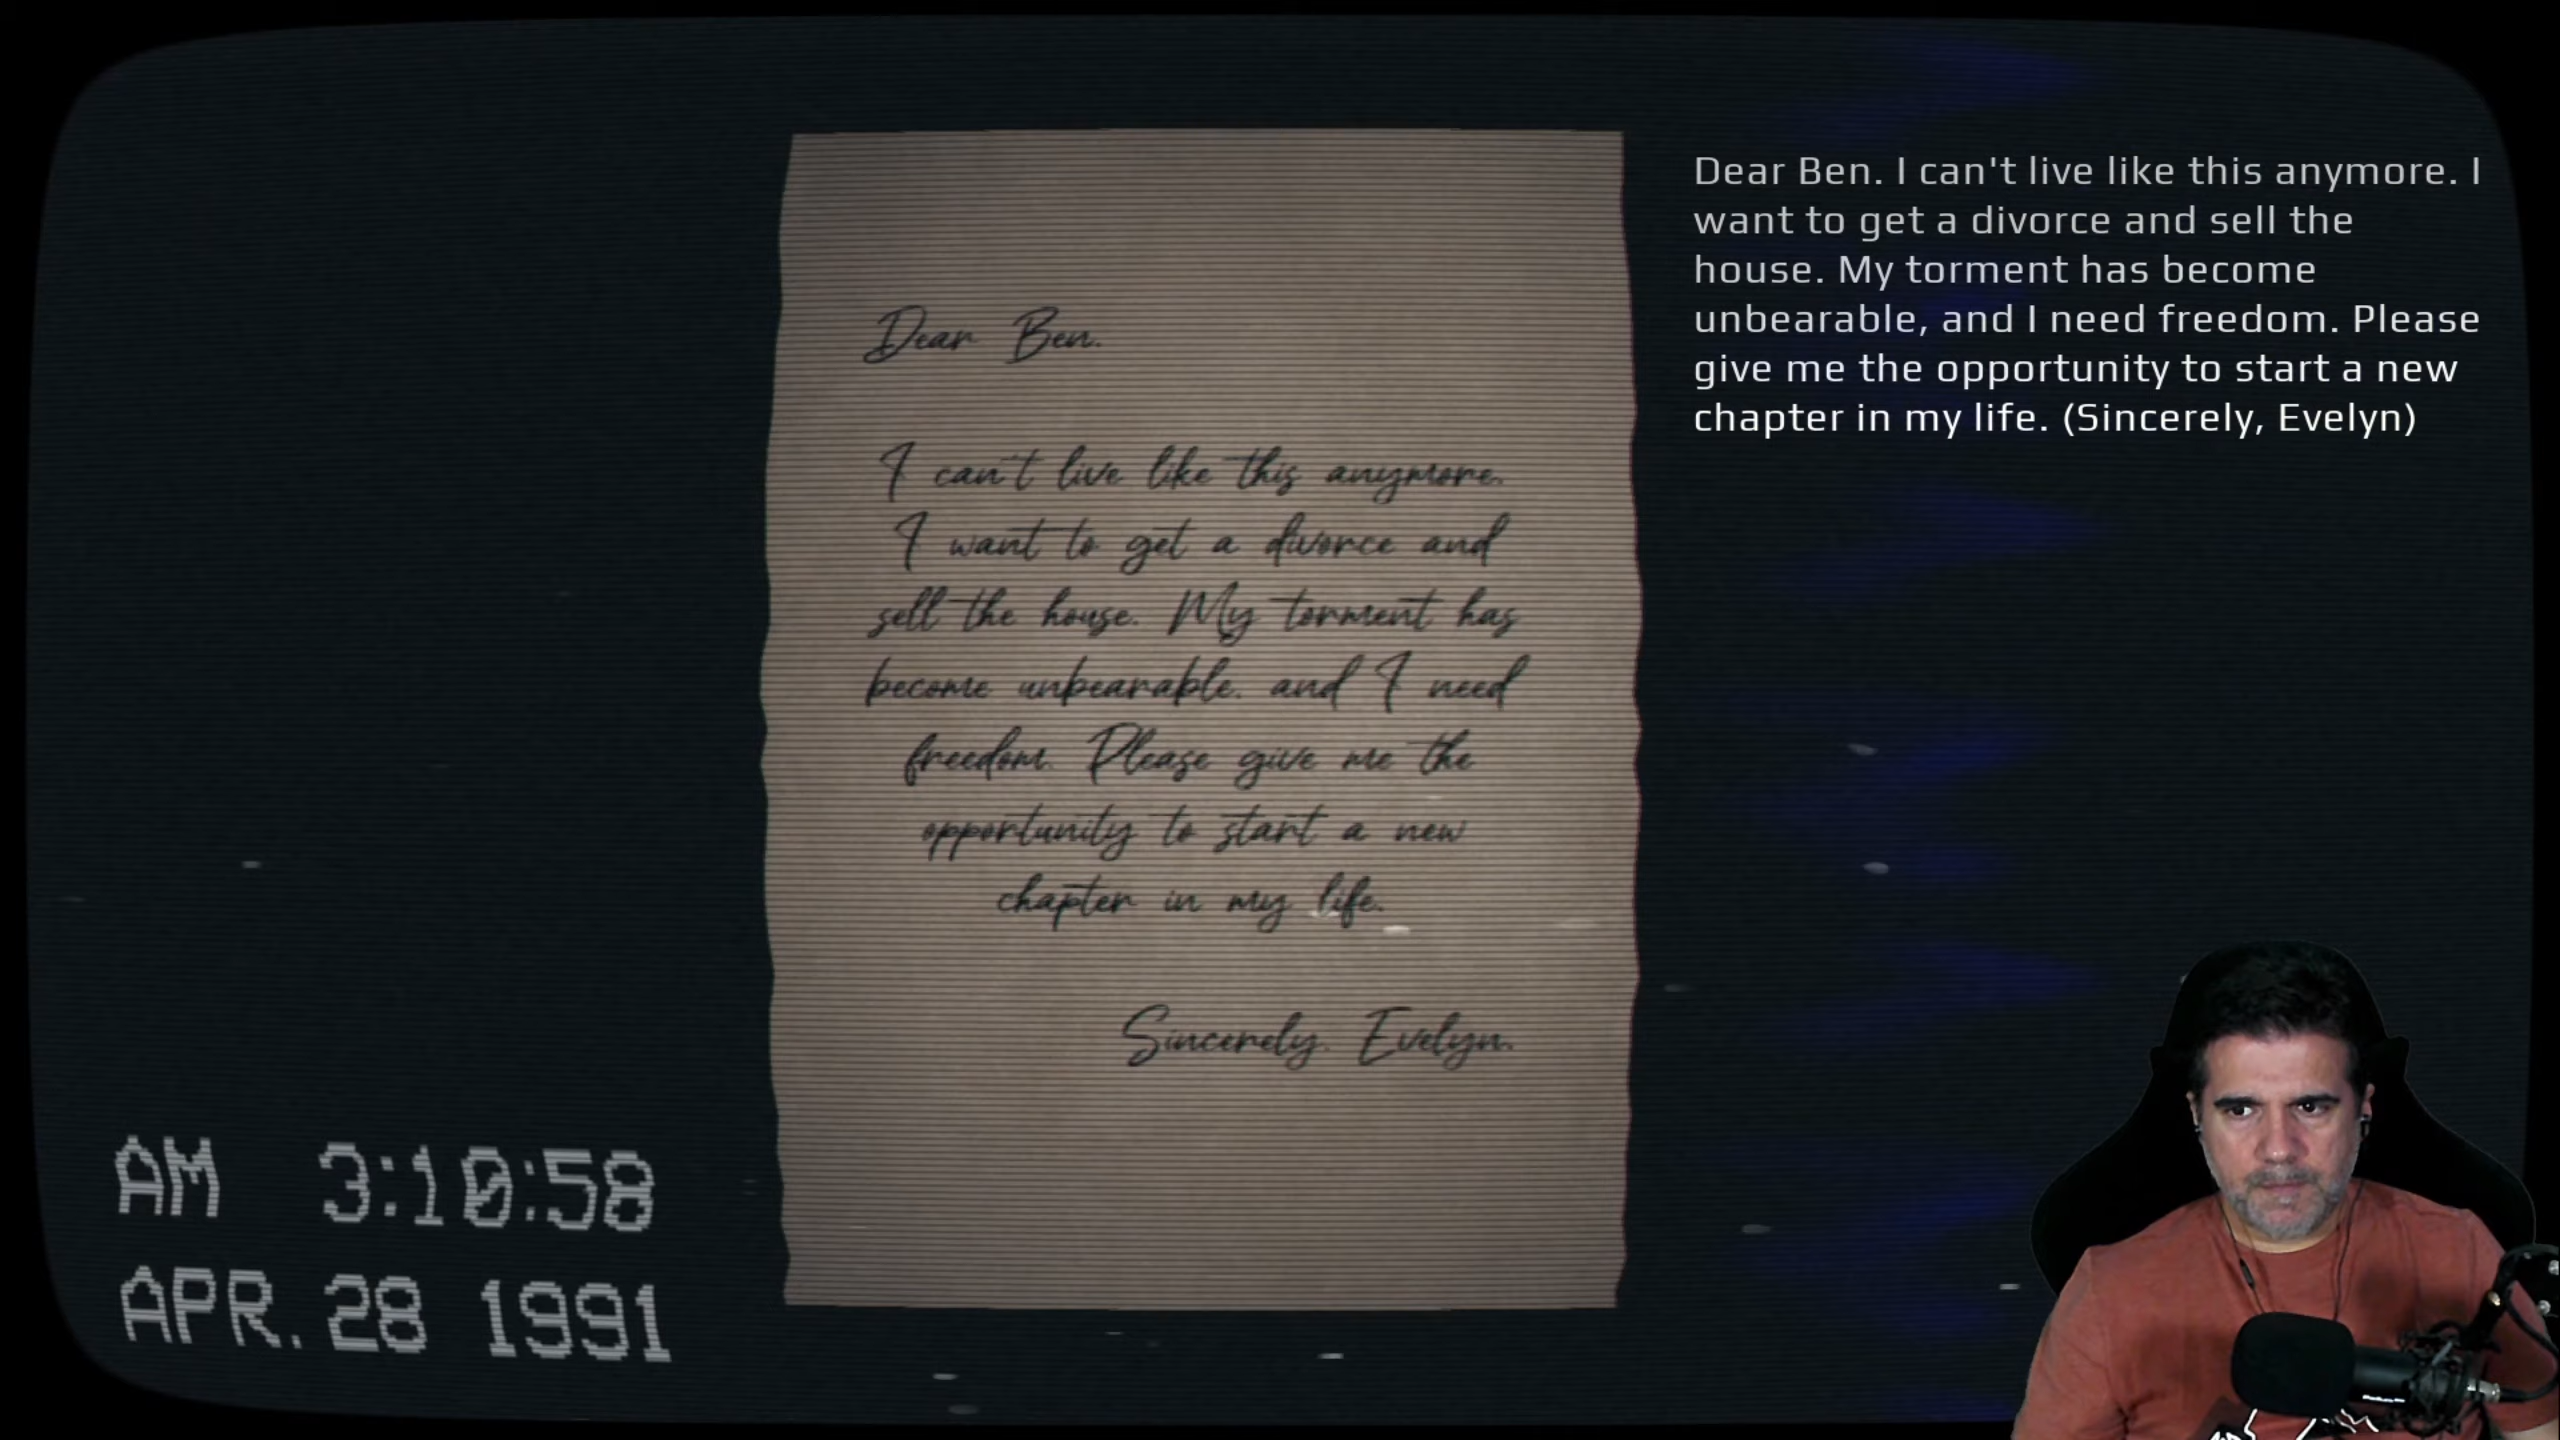 Dear Ben.
I can't live like this anymore.
I want to get a divorce and
sell the house. My torment has
become unbearable, and I need
freedom. Please give me the
opportunity to start a new
chapter in my life.
Sincerely, Evelyn.
Dear Ben. I can't live like this anymore. I
want to get a divorce and sell the
house. My torment has become
unbearable, and I need freedom. Please
give me the opportunity to start a new
chapter in my life. (Sincerely, Evelyn)
AM 3:10:58
APR. 28 1991